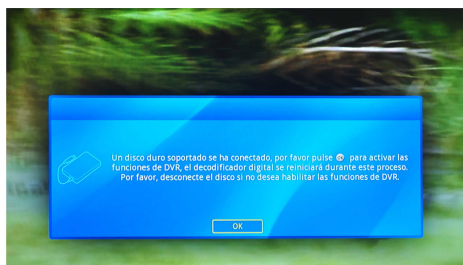 Un disco duro soportado se ha conectado, por favor pulse OK para activar las
funciones de DVR, el decodificador digital se reiniciará durante este proceso.
Por favor, desconecte el disco si no desea habilitar las funciones de DVR.
OK